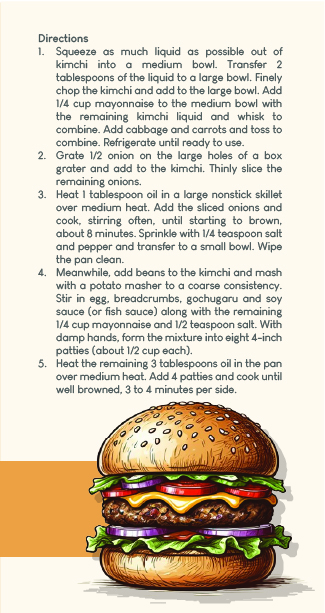 Directions
1. Squeeze as much liquid as possible out of
kimchi into a medium bowl. Transfer 2
tablespoons of the liquid to a large bowl. Finely
chop the kimchi and add to the large bowl. Add
1/4 cup mayonnaise to the medium bowl with
the remaining kimchi liquid and whisk to
combine. Add cabbage and carrots and toss to
combine. Refrigerate until ready to use.
2. Grate 1/2 onion on the large holes of a box
grater and add to the kimchi. Thinly slice the
remaining onions.
3. Heat 1 tablespoon oil in a large nonstick skillet
over medium heat. Add the sliced onions and
cook, stirring often, until starting to brown,
about 8 minutes. Sprinkle with 1/4 teaspoon salt
and pepper and transfer to a small bowl. Wipe
the pan clean.
4. Meanwhile, add beans to the kimchi and mash
with a potato masher to a coarse consistency.
Stir in egg, breadcrumbs, gochugaru and soy
sauce (or fish sauce) along with the remaining
1/4 cup mayonnaise and 1/2 teaspoon salt. With
damp hands, form the mixture into eight 4-inch
patties (about 1/2 cup each).
5. Heat the remaining 3 tablespoons oil in the pan
over medium heat. Add 4 patties and cook until
well browned, 3 to 4 minutes per side.